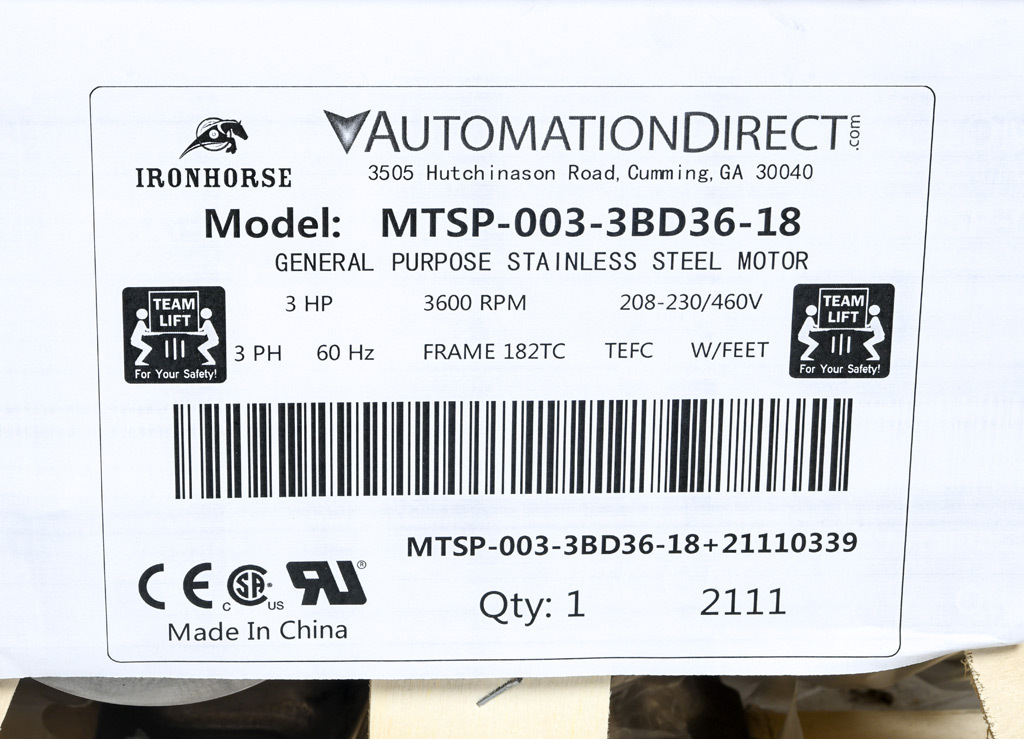 IRONHORSE
AUTOMATIONDIRECT.com
3505 Hutchinason Road, Cumming, GA 30040
Model: MTSP-003-3BD36-18
GENERAL PURPOSE STAINLESS STEEL MOTOR
TEAM
LIFT
For Your Safety!
3 HP 3600 RPM 208-230/460V
3 PH 60 Hz FRAME 182TC TEFC W/FEET
TEAM
LIFT
For Your Safety!
MTSP-003-3BD36-18+21110339
CE c SA® US RU®
Qty: 1 2111
Made In China